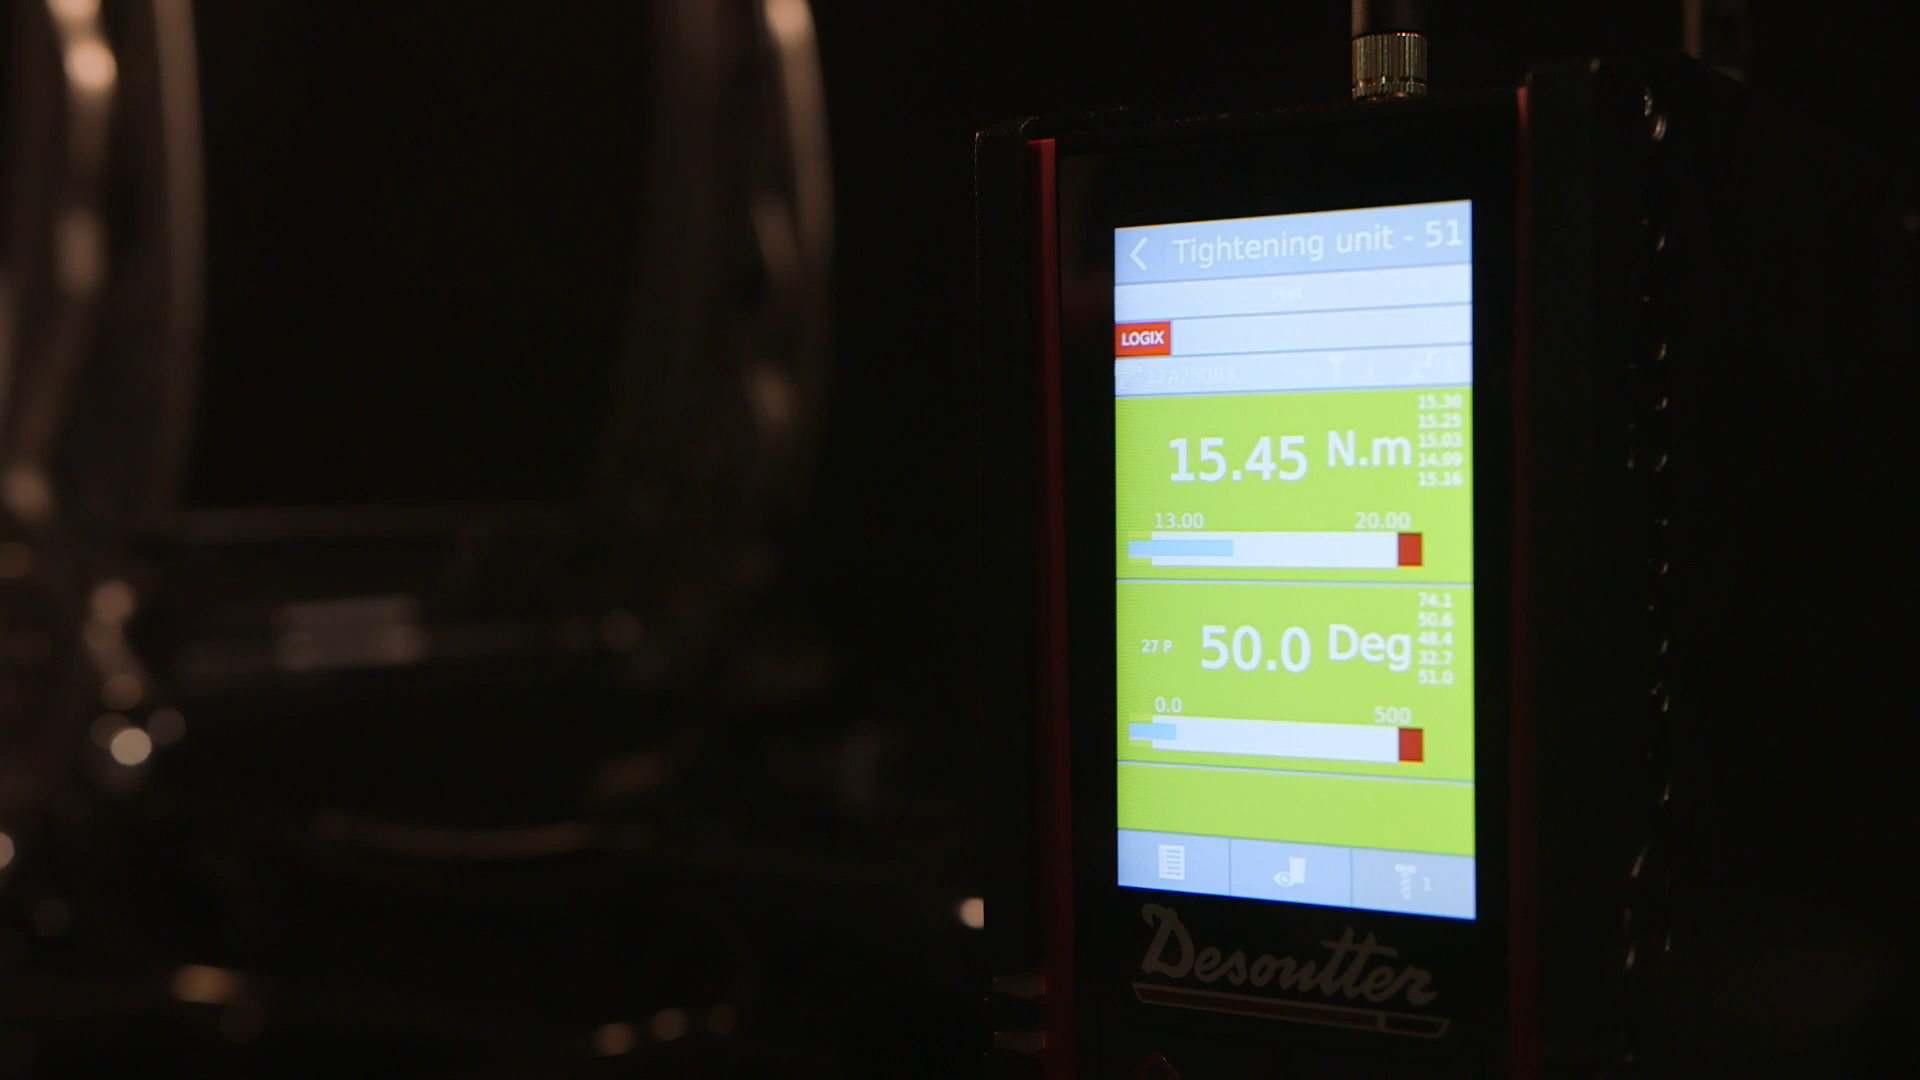 Tightening unit - 51
LOGIX
15.45 N.m
15.30
15.25
15.03
14.99
15.16
13.00 20.00
27 P 50.0 Deg
74.1
50.6
48.4
32.7
51.0
0.0 500
Desoutter